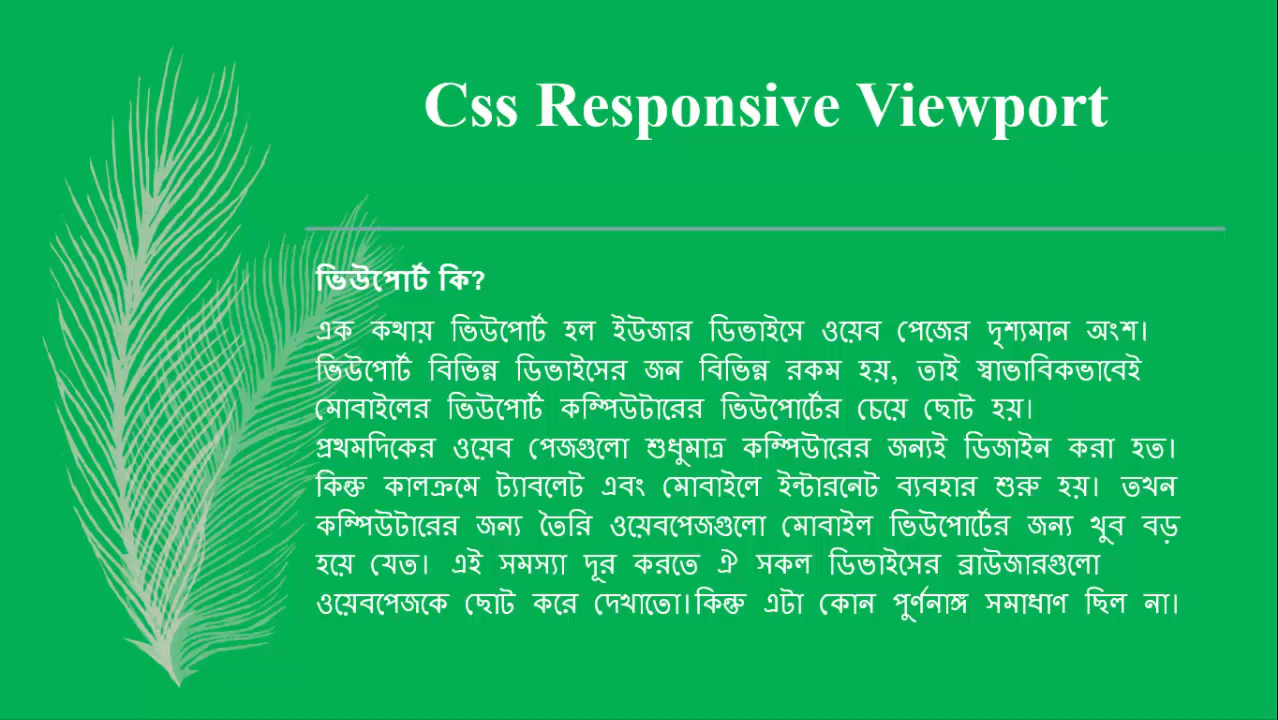 Css Responsive Viewport
ভিউপোর্ট কি?
এক কথায় ভিউপোর্ট হল ইউজার ডিভাইসে ওয়েব পেজের দৃশ্যমান অংশ।
ভিউপোর্ট বিভিন্ন ডিভাইসের জন বিভিন্ন রকম হয়, তাই স্বাভাবিকভাবেই
মোবাইলের ভিউপোর্ট কম্পিউটারের ভিউপোর্টের চেয়ে ছোট হয়।
প্রথমদিকের ওয়েব পেজগুলো শুধুমাত্র কম্পিউারের জন্যই ডিজাইন করা হত।
কিন্তু কালক্রমে ট্যাবলেট এবং মোবাইলে ইন্টারনেট ব্যবহার শুরু হয়। তখন
কম্পিউটারের জন্য তৈরি ওয়েবপেজগুলো মোবাইল ভিউপোর্টের জন্য খুব বড়
হয়ে যেত। এই সমস্যা দূর করতে ঐ সকল ডিভাইসের ব্রাউজারগুলো
ওয়েবপেজকে ছোট করে দেখাতো।কিন্তু এটা কোন পুর্ণনাঙ্গ সমাধাণ ছিল না।